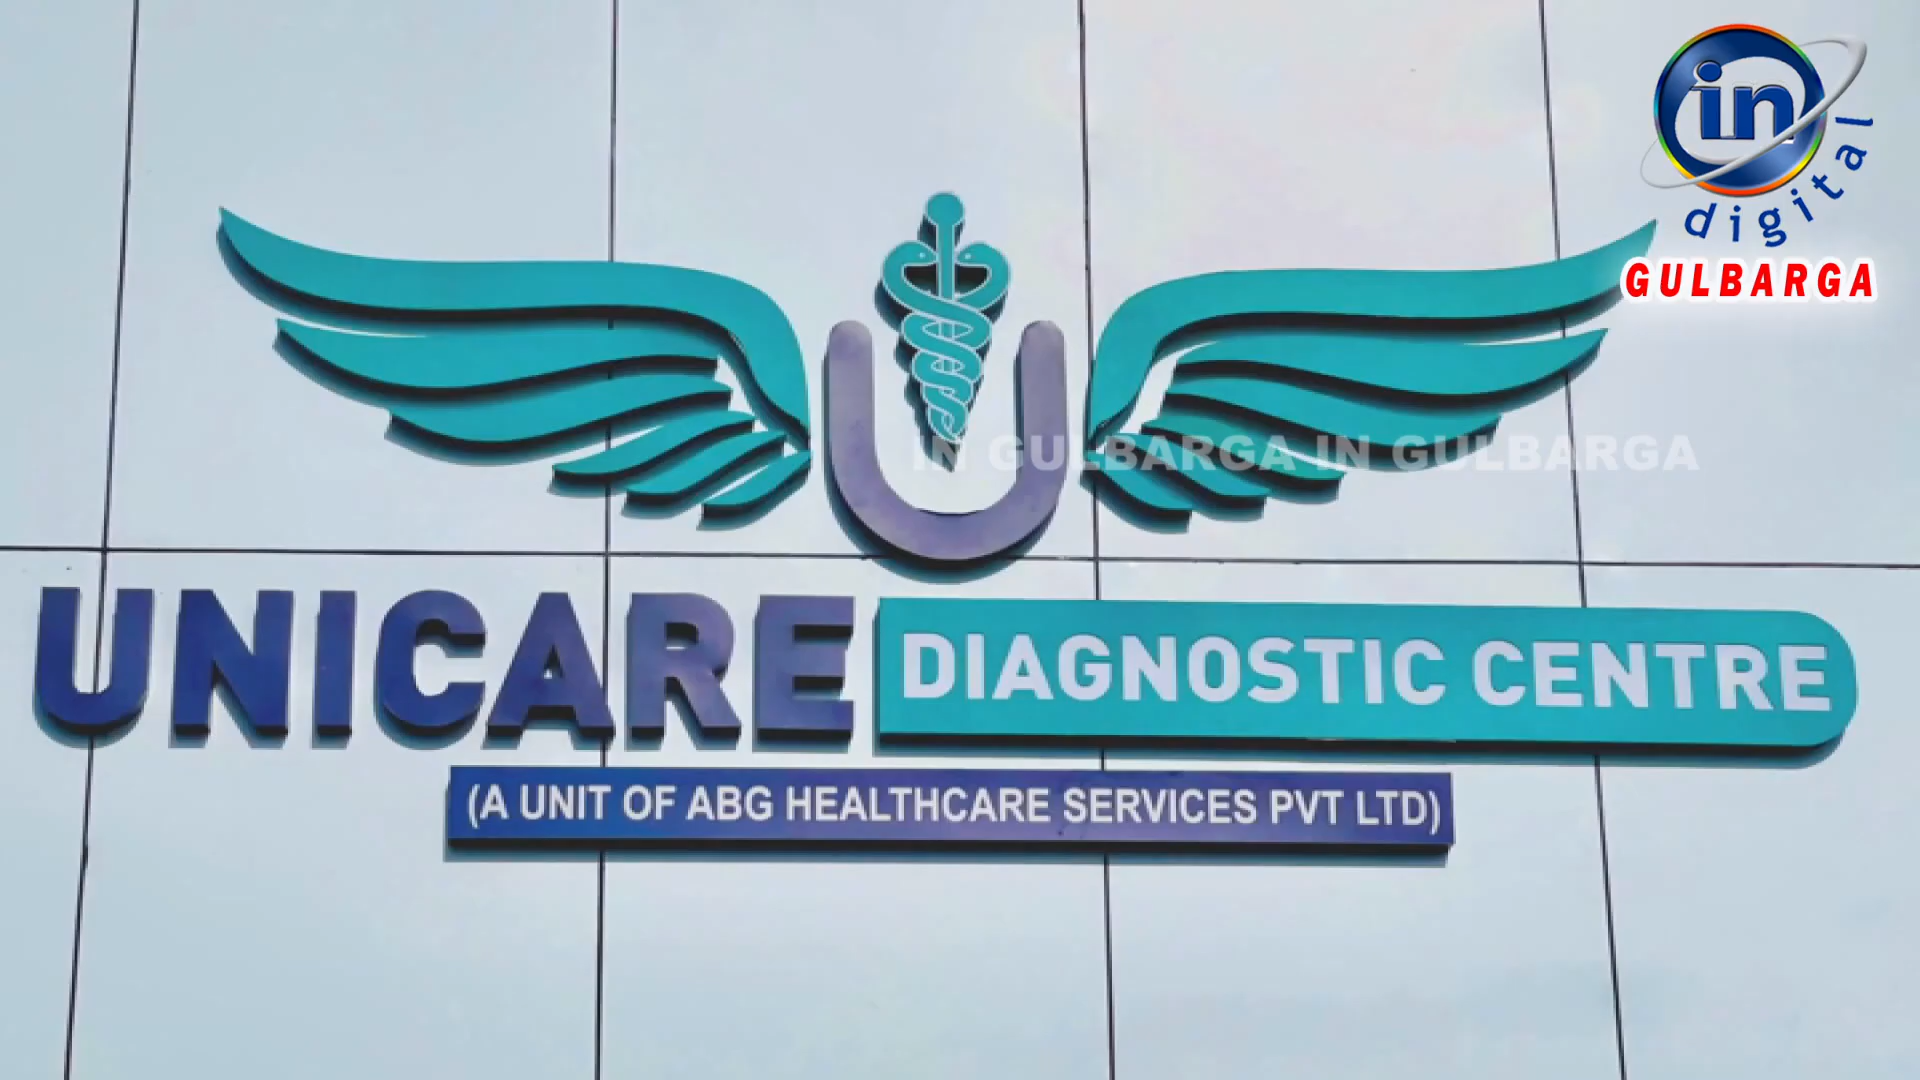 in
digital
GULBARGA
U
IN GULBARGA IN GULBARGA
UNICARE DIAGNOSTIC CENTRE
(A UNIT OF ABG HEALTHCARE SERVICES PVT LTD)